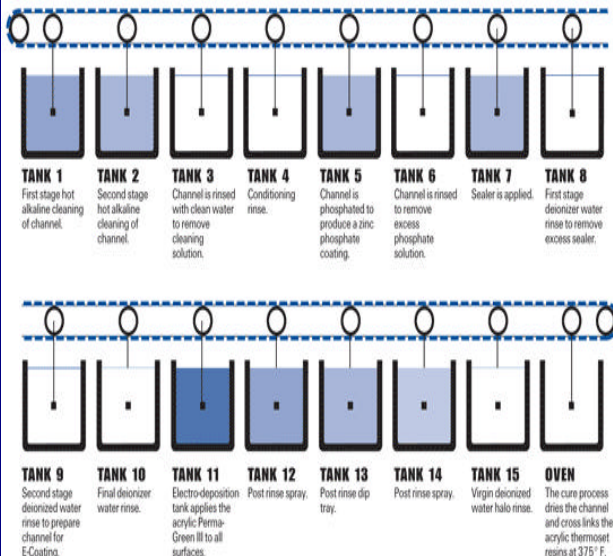 TANK 1
First stage hot
alkaline cleaning
of channel.
TANK 2
Second stage
hot alkaline
cleaning of
channel.
TANK 3
Channel is rinsed
with clean water
to remove
cleaning
solution.
TANK 4
Conditioning
rinse.
TANK 5
Channel is
phosphated to
produce a zinc
phosphate
coating.
TANK 6
Channel is rinsed
to remove
excess
phosphate
solution.
TANK 7
Sealer is applied.
TANK 8
First stage
deionizer water
rinse to remove
excess sealer.
TANK 9
Second stage
deionized water
rinse to prepare
channel for
E-Coating.
TANK 10
Final deionizer
water rinse.
TANK 11
Electro-deposition
tank applies the
acrylic Perma-
Green III to all
surfaces.
TANK 12
Post rinse spray.
TANK 13
Post rinse dip
tray.
TANK 14
Post rinse spray.
TANK 15
Virgin deionized
water halo rinse.
OVEN
The cure process
dries the channel
and cross links the
acrylic thermoset
resins at 375° F.